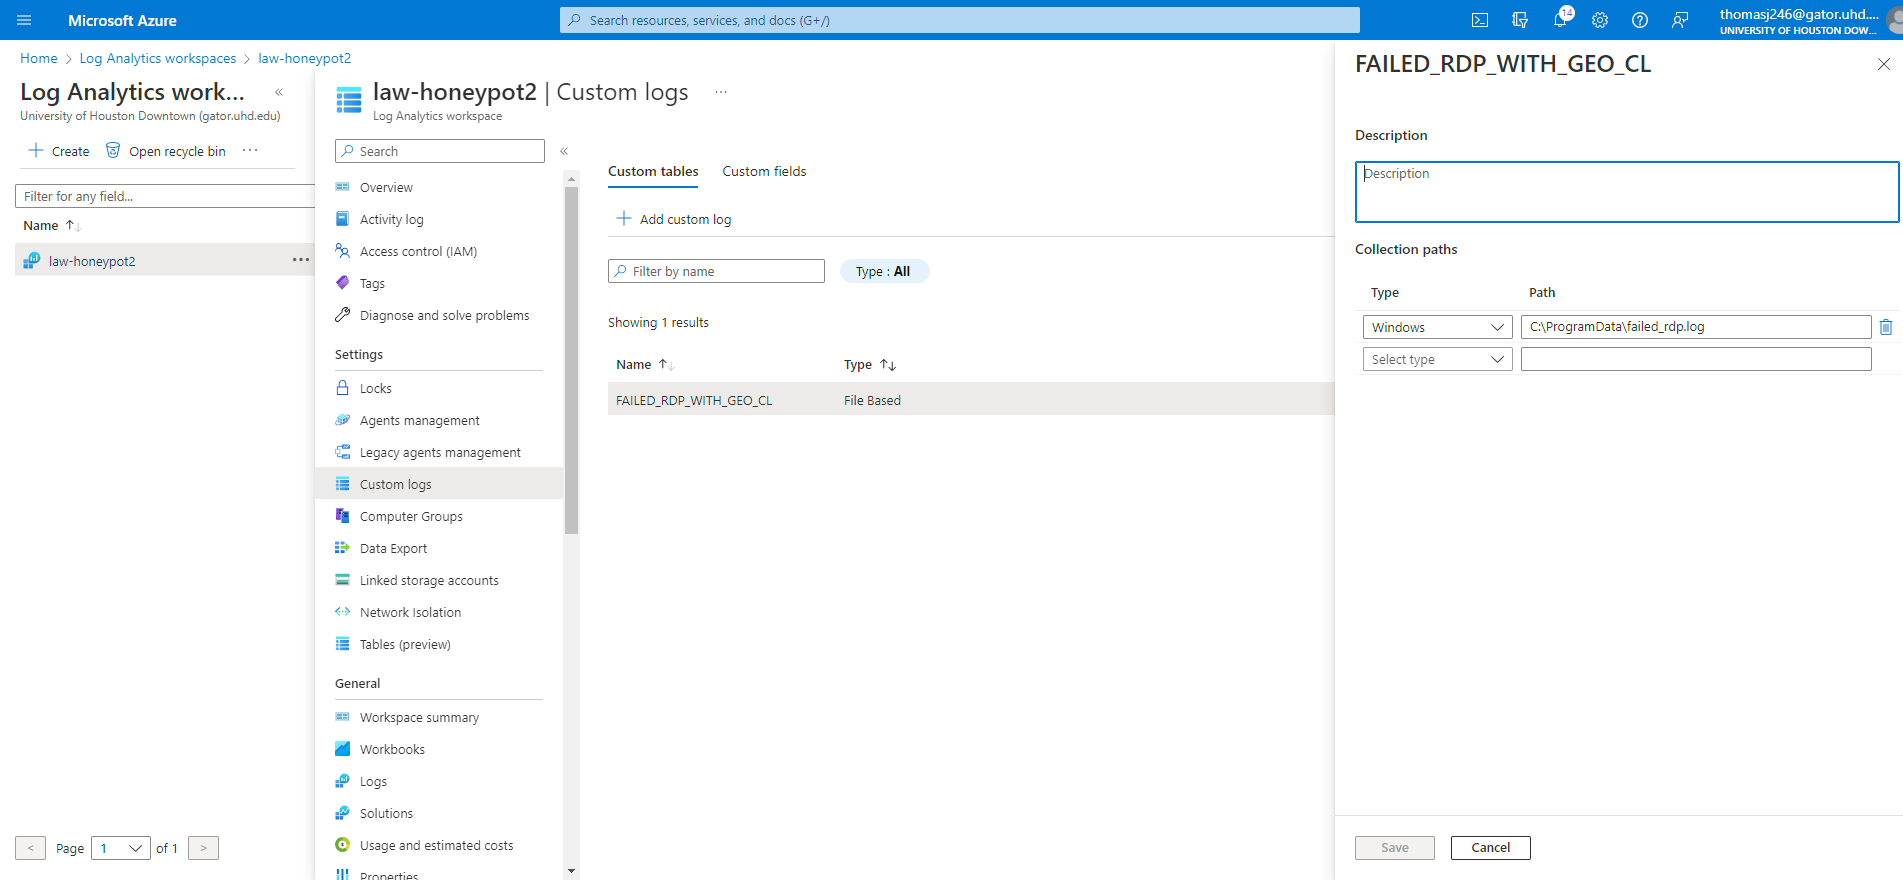 Microsoft Azure
Search resources, services, and docs (G+/)
14
thomasj246@gator.uhd....
UNIVERSITY OF HOUSTON DOW...
Home > Log Analytics workspaces > law-honeypot2
Log Analytics work... «
University of Houston Downtown (gator.uhd.edu)
Create
Open recycle bin
...
Filter for any field...
Name
law-honeypot2
Page 1 of 1
law-honeypot2 | Custom logs ...
Log Analytics workspace
Search
«
Overview
Activity log
Access control (IAM)
Tags
Diagnose and solve problems
Settings
Locks
Agents management
Legacy agents management
Custom logs
Computer Groups
Data Export
Linked storage accounts
Network Isolation
Tables (preview)
General
Workspace summary
Workbooks
Logs
Solutions
Usage and estimated costs
Properties
Custom tables
Custom fields
Add custom log
Filter by name
Type : All
Showing 1 results
Name
Type
FAILED_RDP_WITH_GEO_CL
File Based
FAILED_RDP_WITH_GEO_CL
Description
Description
Collection paths
Type
Path
Windows
C:\ProgramData\failed_rdp.log
Select type
Save
Cancel